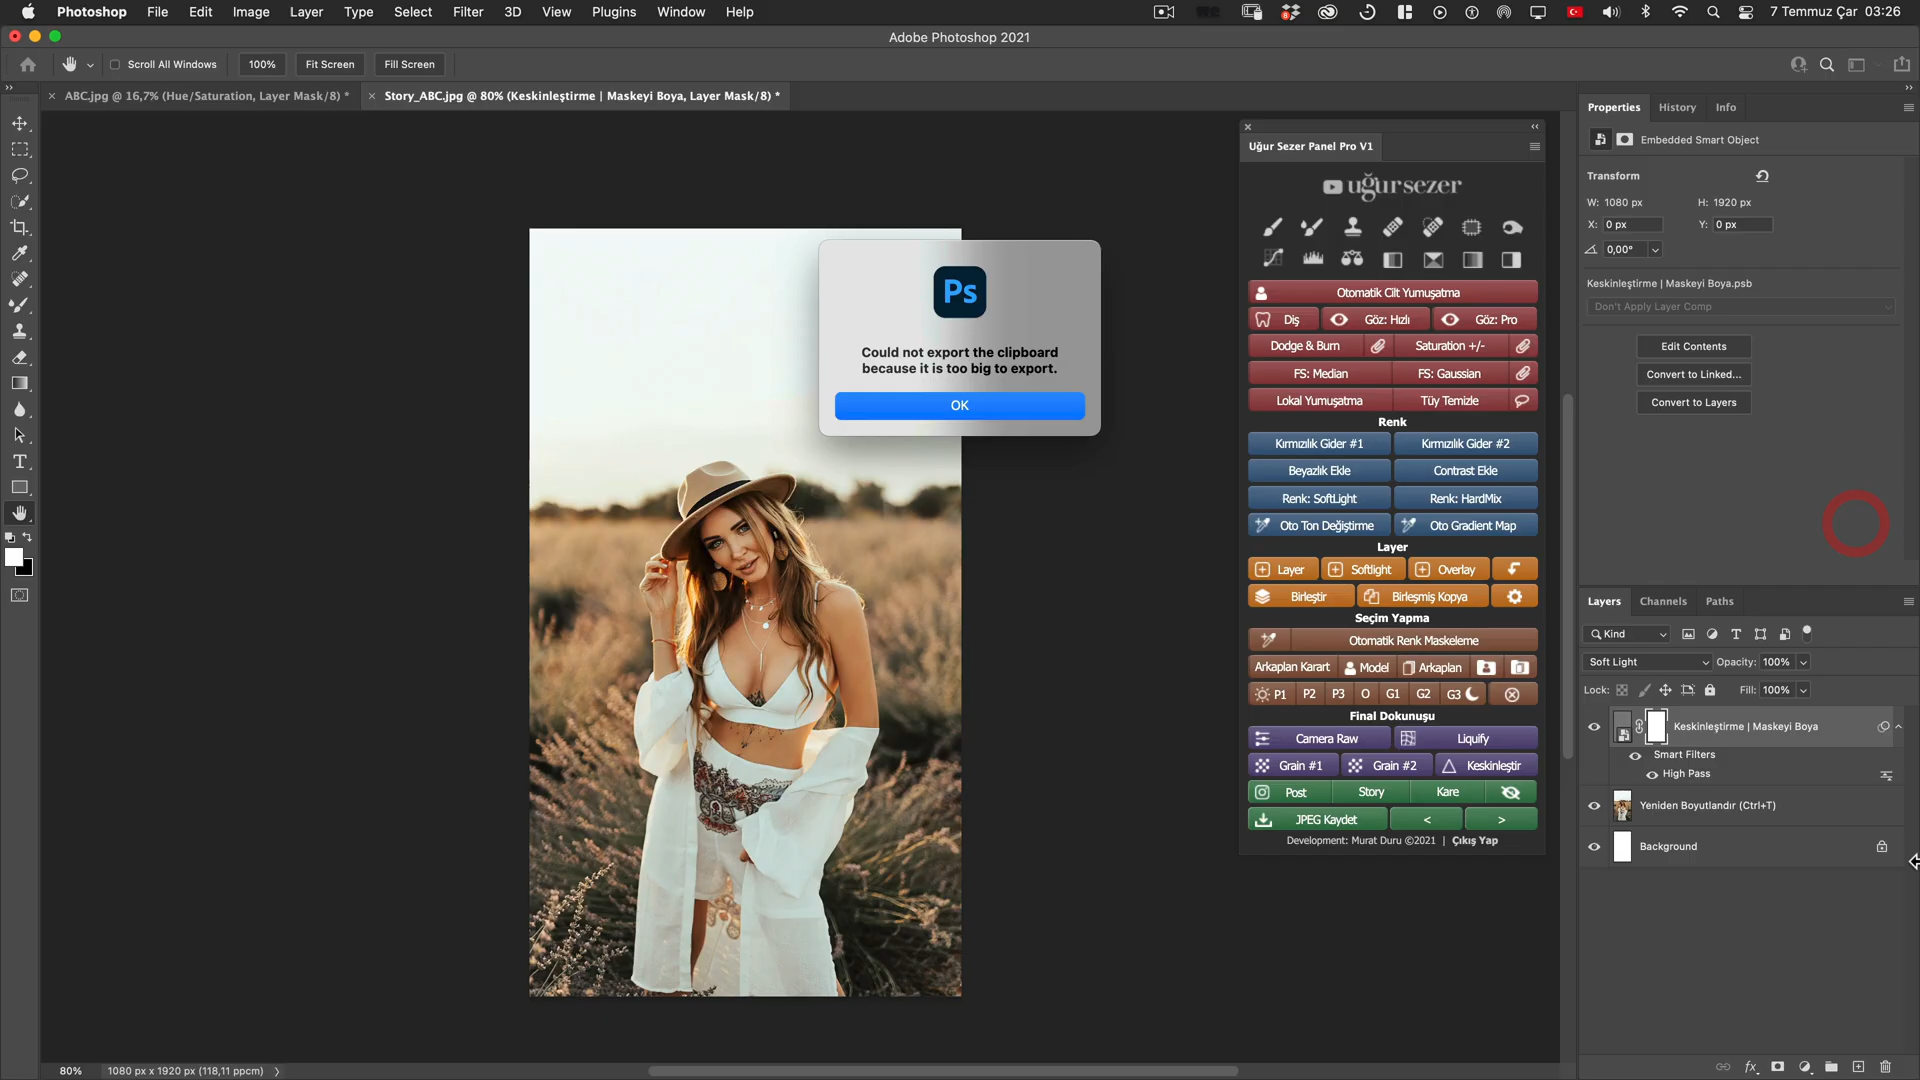 Photoshop File Edit Image Layer Type Select Filter 3D View Plugins Window Help
8
7 Temmuz Çar 03:26
Adobe Photoshop 2021
Scroll All Windows 100% Fit Screen Fill Screen
ABC.jpg @ 16,7% (Hue/Saturation, Layer Mask/8) *
Story_ABC.jpg @ 80% (Keskinleştirme | Maskeyi Boya, Layer Mask/8) *
Ps
Could not export the clipboard
because it is too big to export.
OK
Uğur Sezer Panel Pro V1
uğursezer
Otomatik Cilt Yumuşatma
Diş Göz: Hızlı Göz: Pro
Dodge & Burn Saturation +/-
FS: Median FS: Gaussian
Lokal Yumuşatma Tüy Temizle
Renk
Kırmızılık Gider #1 Kırmızılık Gider #2
Beyazlık Ekle Contrast Ekle
Renk: SoftLight Renk: HardMix
Oto Ton Değiştirme Oto Gradient Map
Layer
Layer Softlight Overlay
Birleştir Birleşmiş Kopya
Seçim Yapma
Otomatik Renk Maskeleme
Arkaplan Karart Model Arkaplan
P1 P2 P3 O G1 G2 G3
Final Dokunuşu
Camera Raw Liquify
Grain #1 Grain #2 Keskinleştir
Post Story Kare
JPEG Kaydet < >
Development: Murat Duru ©2021 | Çıkış Yap
Properties History Info
Embedded Smart Object
Transform
W: 1080 px H: 1920 px
X: 0 px Y: 0 px
0,00°
Keskinleştirme | Maskeyi Boya.psb
Don't Apply Layer Comp
Edit Contents
Convert to Linked...
Convert to Layers
Layers Channels Paths
Kind
Soft Light Opacity: 100%
Lock: Fill: 100%
Keskinleştirme | Maskeyi Boya
Smart Filters
High Pass
Yeniden Boyutlandır (Ctrl+T)
Background
80% 1080 px x 1920 px (118,11 ppcm)